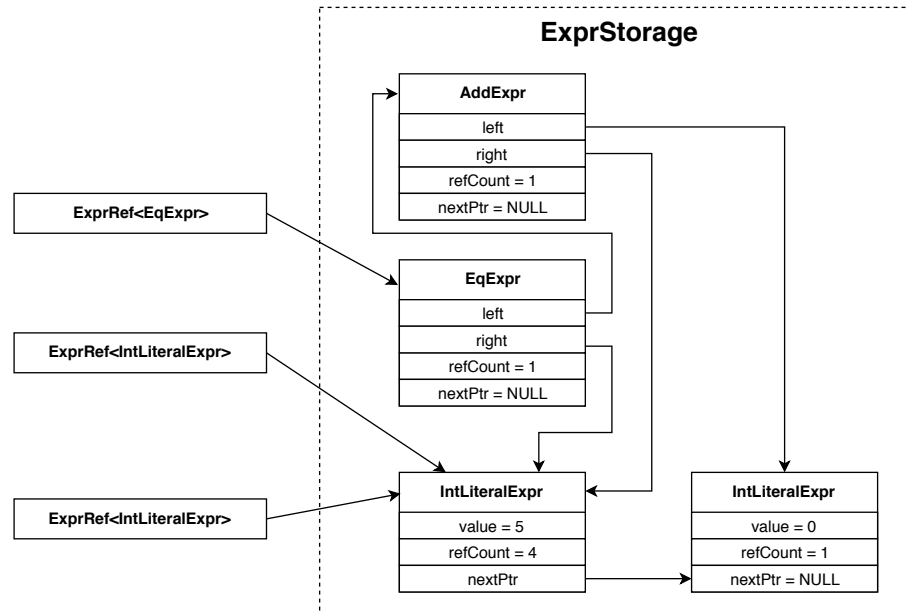 ExprStorage
AddExpr
left
right
refCount = 1
nextPtr = NULL
ExprRef<EqExpr>
EqExpr
left
right
refCount = 1
nextPtr = NULL
ExprRef<IntLiteralExpr>
ExprRef<IntLiteralExpr>
IntLiteralExpr
value = 5
refCount = 4
nextPtr
IntLiteralExpr
value = 0
refCount = 1
nextPtr = NULL